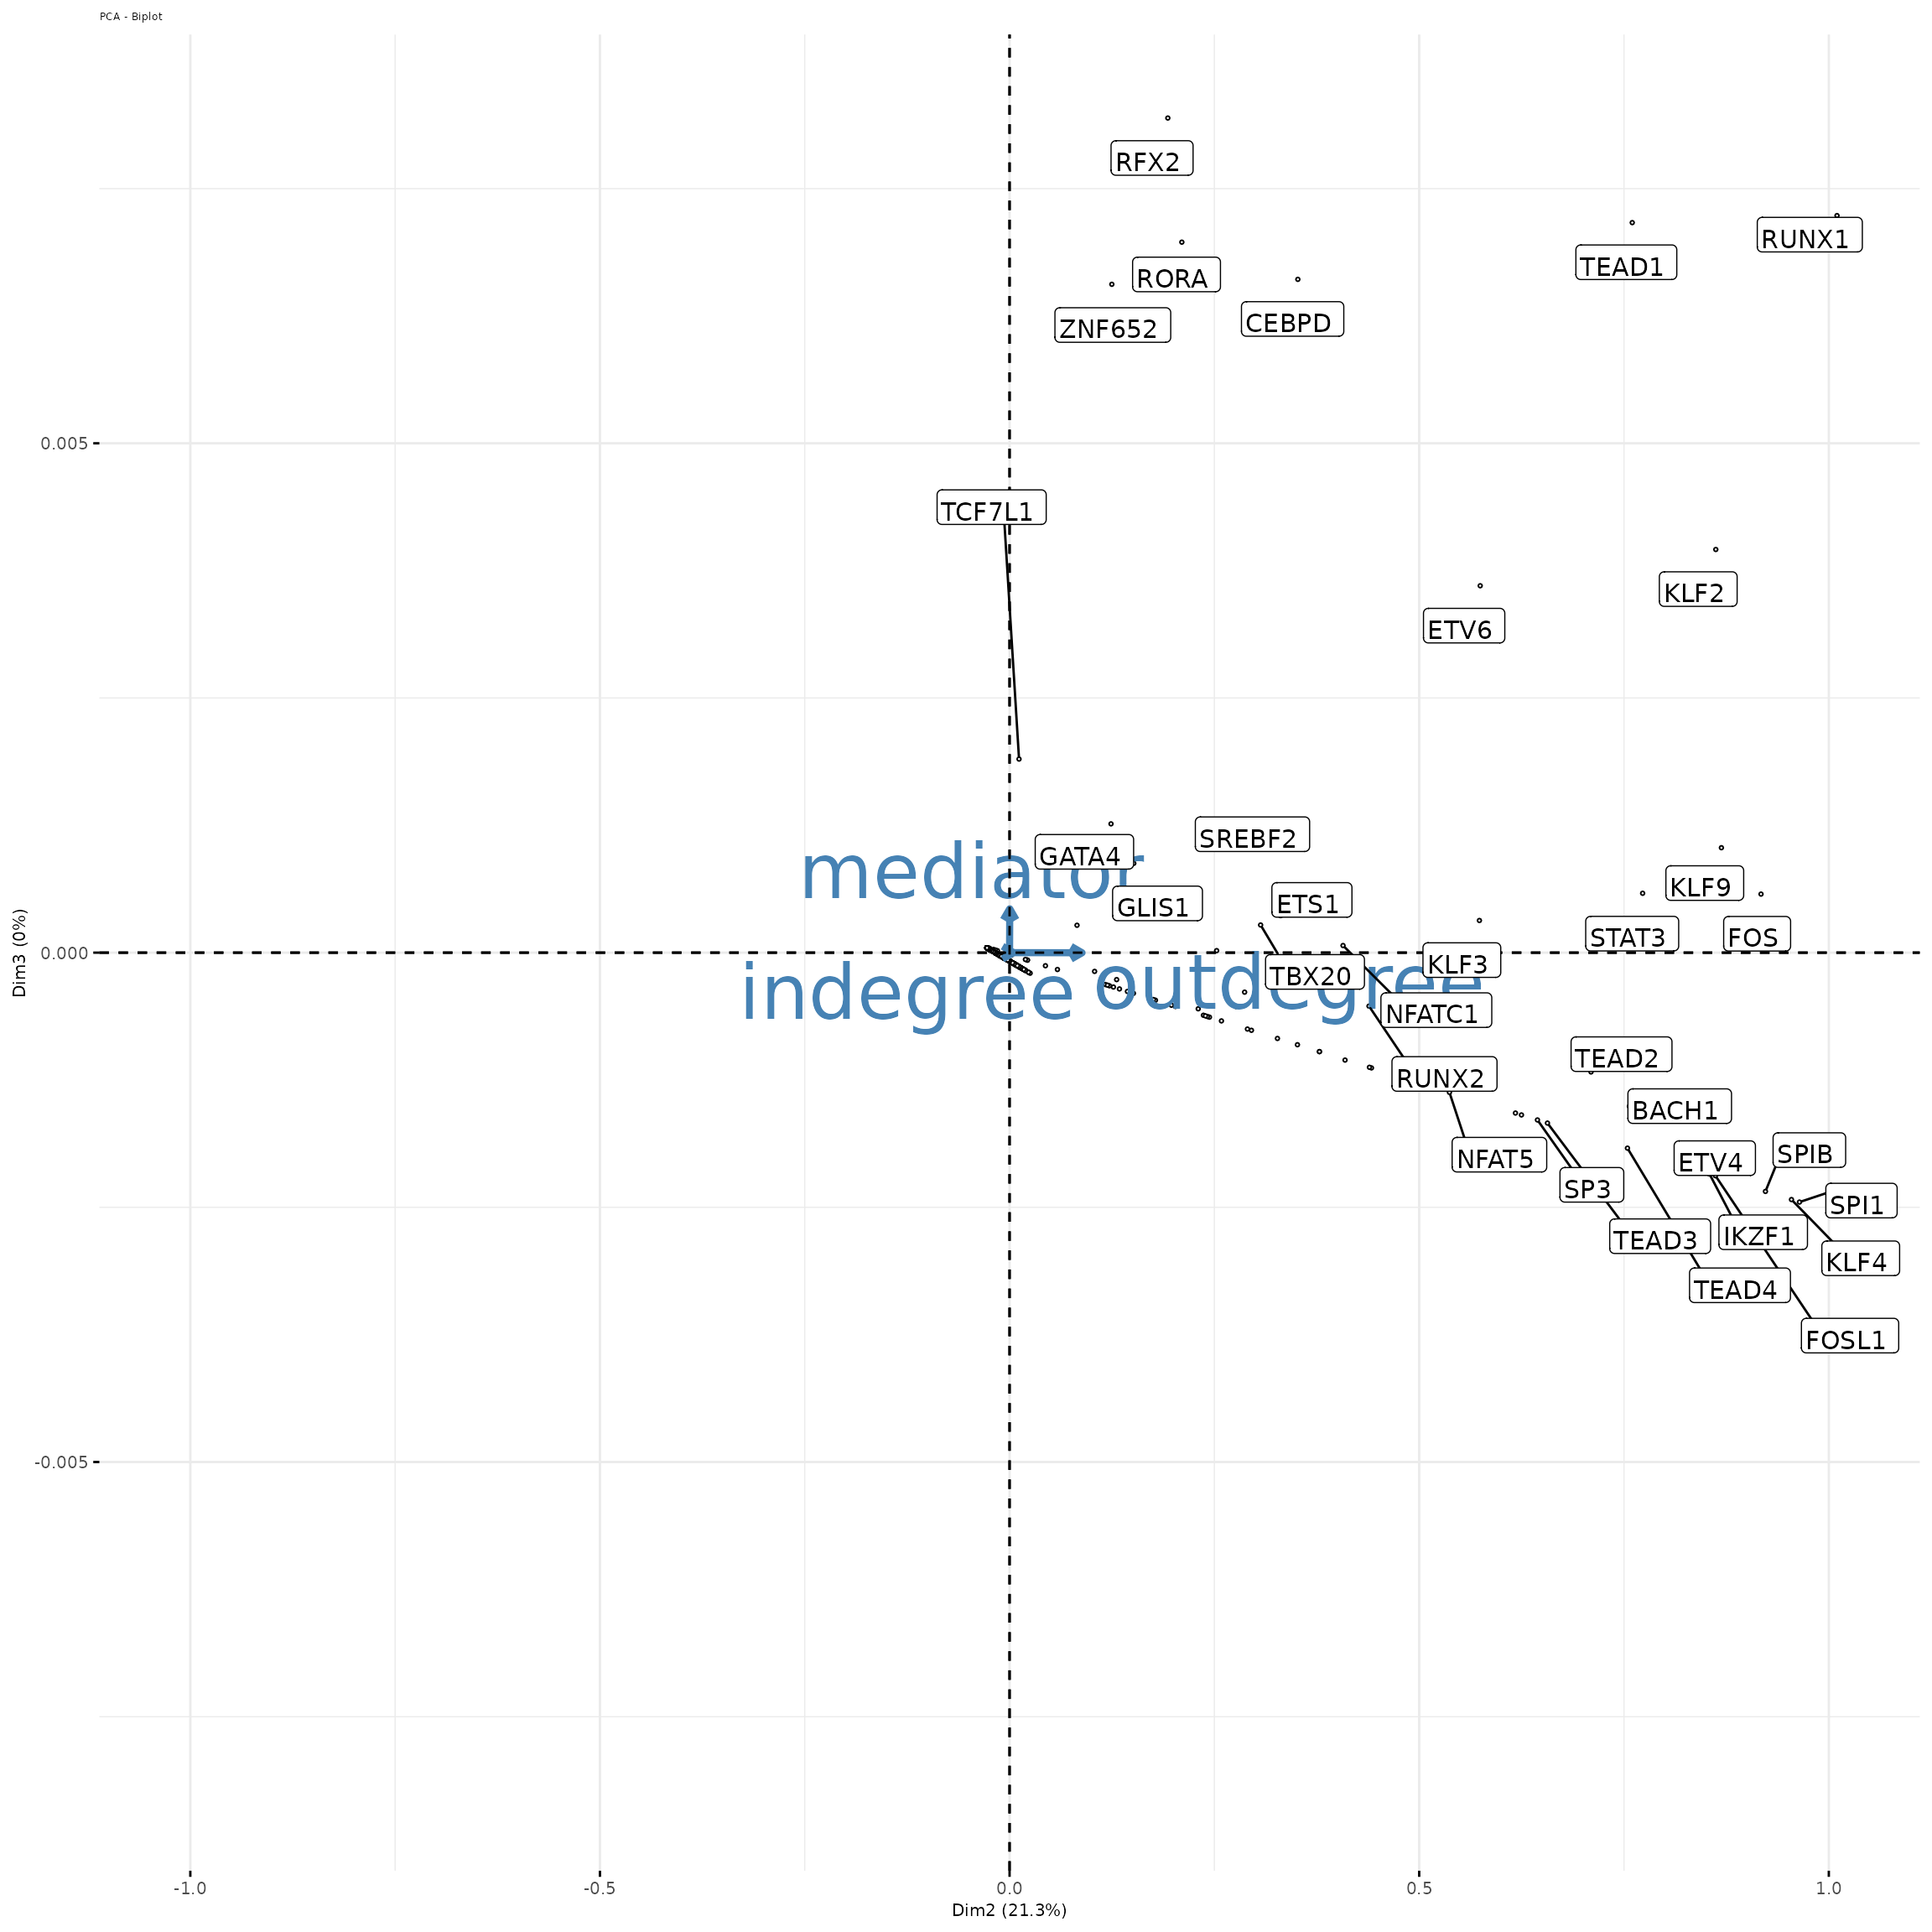 PCA - Biplot
RFX2
RUNX1
TEAD1
RORA
CEBPD
ZNF652
0.005
TCF7L1
KLF2
ETV6
SREBF2
GATA4
mediator
KLF9
ETS1
GLIS1
STAT3
FOS
0.000
Dim3 (0%)
KLF3
TBX20
indegree
outdegree
NFATC1
TEAD2
RUNX2
BACH1
SPIB
NFAT5
ETV4
SP3
SPI1
IKZF1
TEAD3
KLF4
TEAD4
FOSL1
-0.005
-1.0
-0.5
0.0
0.5
1.0
Dim2 (21.3%)